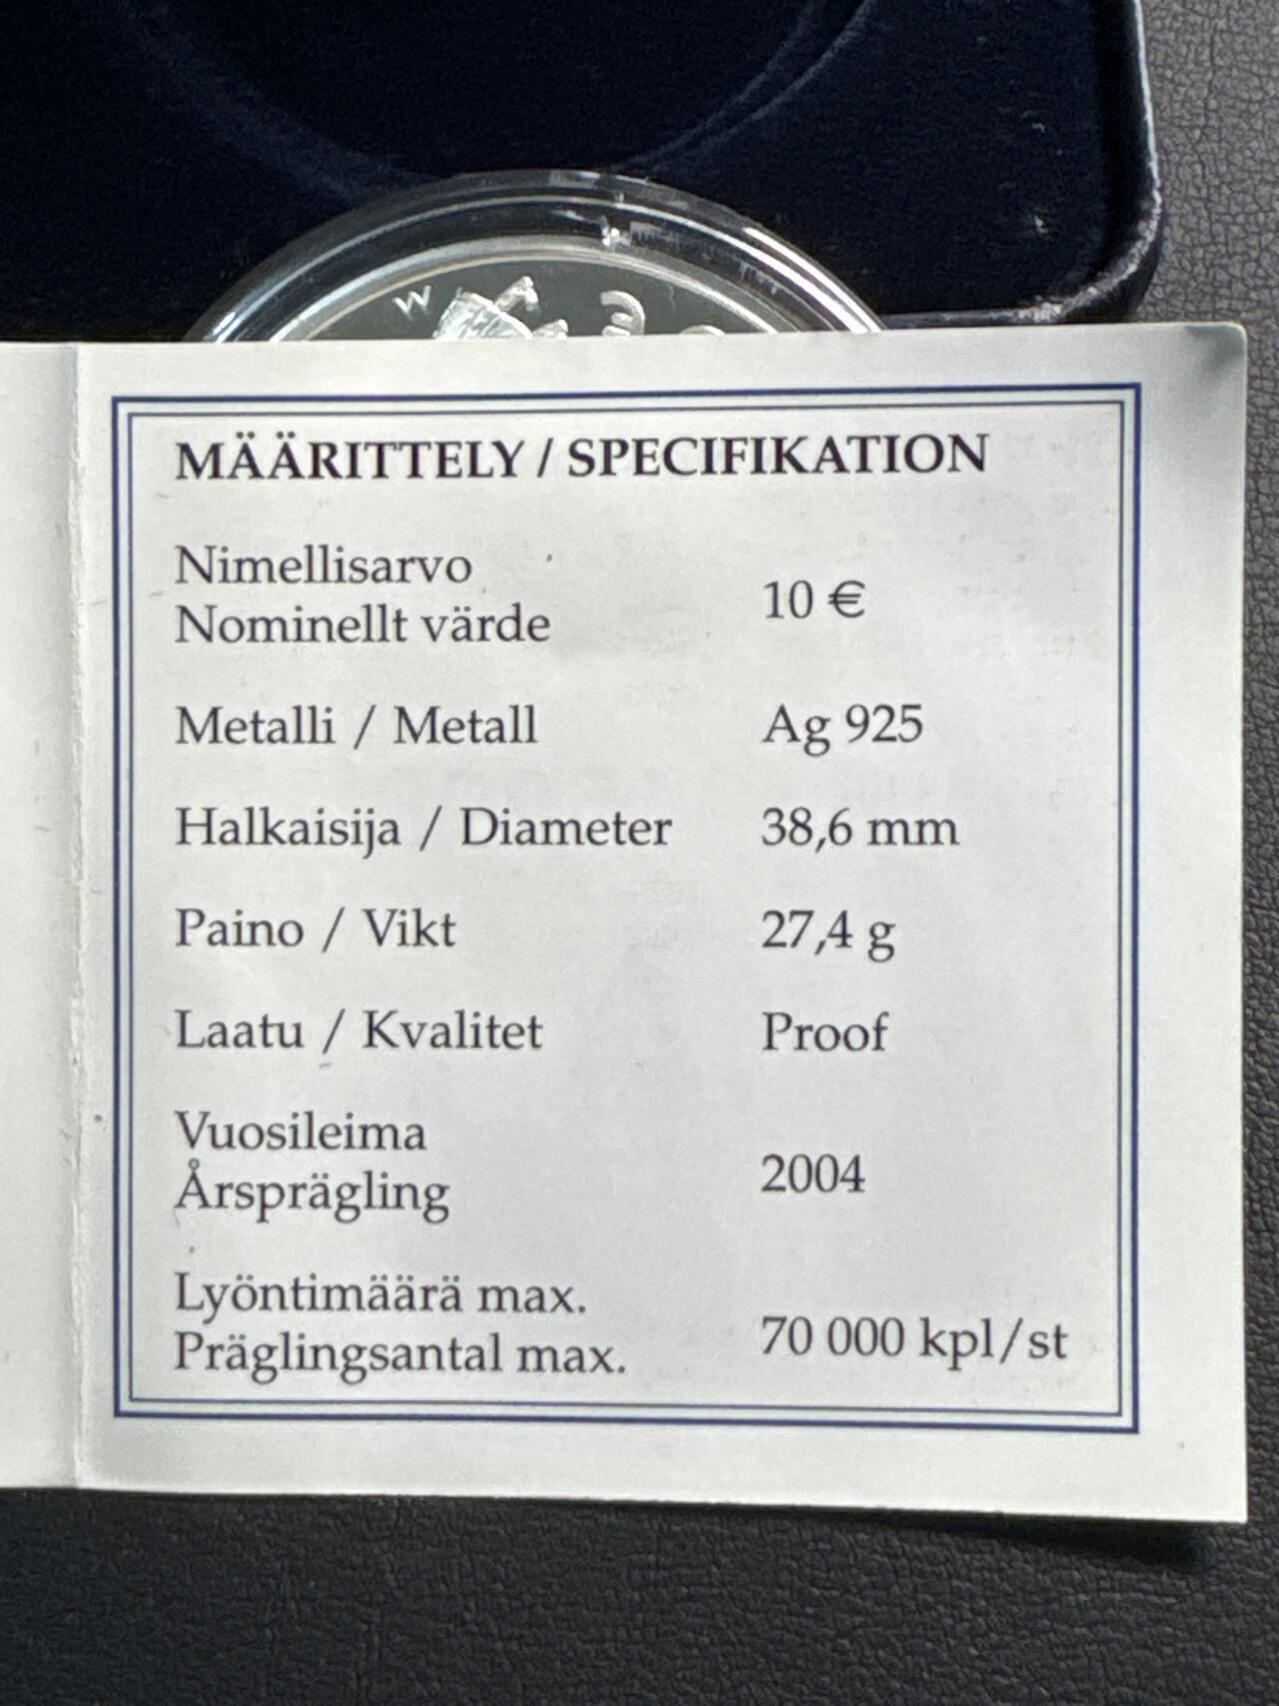 M
MÄÄRITTELY / SPECIFIKATION
Nimellisarvo
Nominellt värde
10 €
Metalli / Metall Ag 925
Halkaisija / Diameter 38,6 mm
Paino / Vikt 27,4 g
Laatu / Kvalitet Proof
Vuosileima
Årsprägling
2004
Lyöntimäärä max.
Präglingsantal max.
70 000 kpl/st